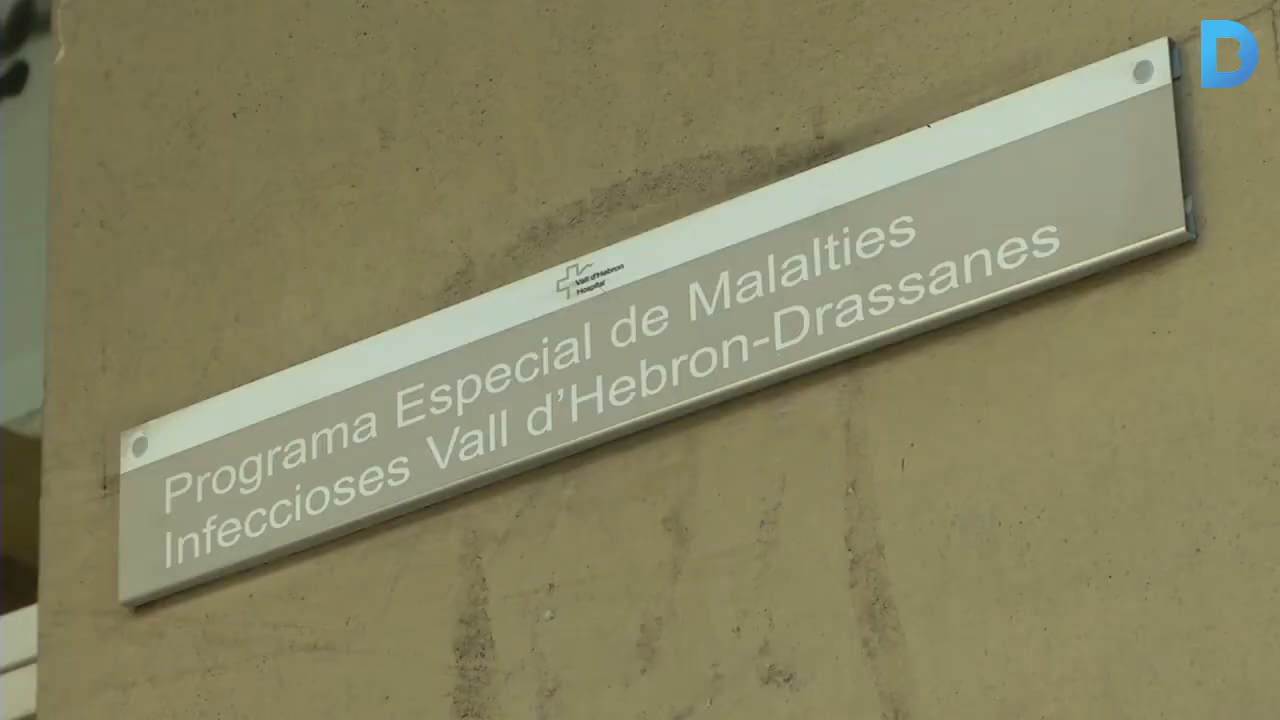 D
Vall d'Hebron
Hospital
Programa Especial de Malalties
Infeccioses Vall d’Hebron-Drassanes